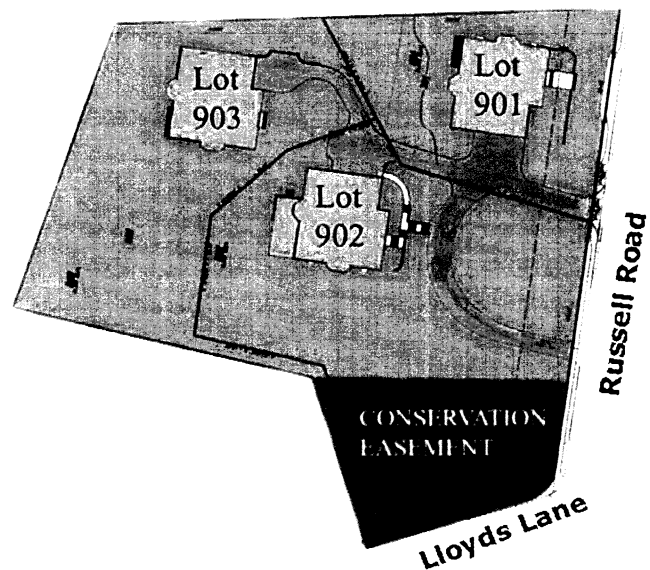 Lot
903
Lot
901
Lot
902
Russell Road
CONSERVATION
EASEMENT
Lloyds Lane